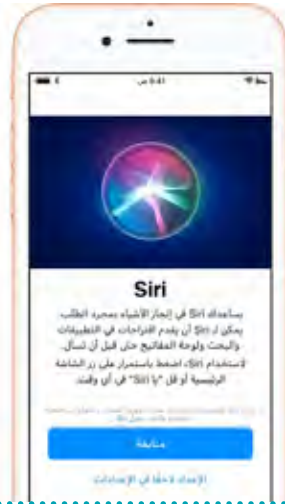 9:41 ص
Siri
يساعدك Siri في إنجاز الأشياء بمجرد الطلب.
يمكن لـ Siri أن يقدم اقتراحات في التطبيقات
والبحث ولوحة المفاتيح حتى قبل أن تسأل.
لاستخدام Siri، اضغط باستمرار على زر الشاشة
الرئيسية أو قل "يا Siri" في أي وقت.
متابعة
الإعداد لاحقًا في الإعدادات